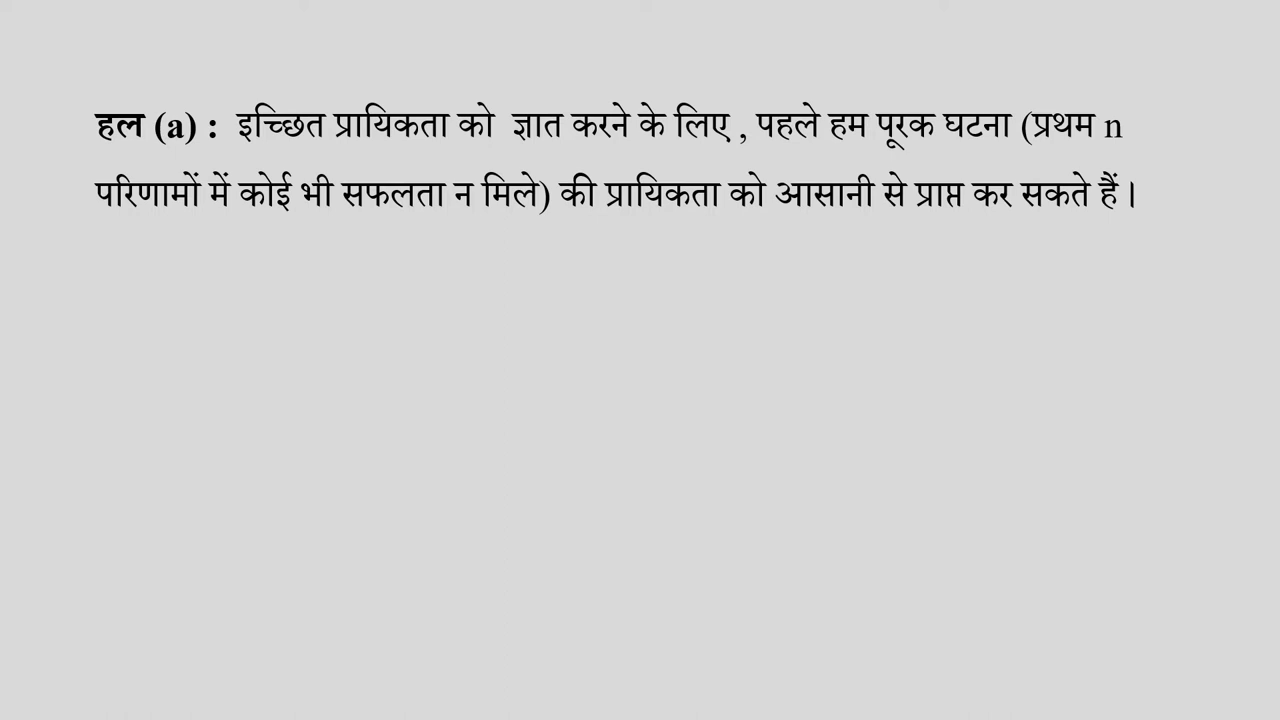 हल (a) : इच्छित प्रायिकता को ज्ञात करने के लिए , पहले हम पूरक घटना (प्रथम n
परिणामों में कोई भी सफलता न मिले) की प्रायिकता को आसानी से प्राप्त कर सकते हैं ।